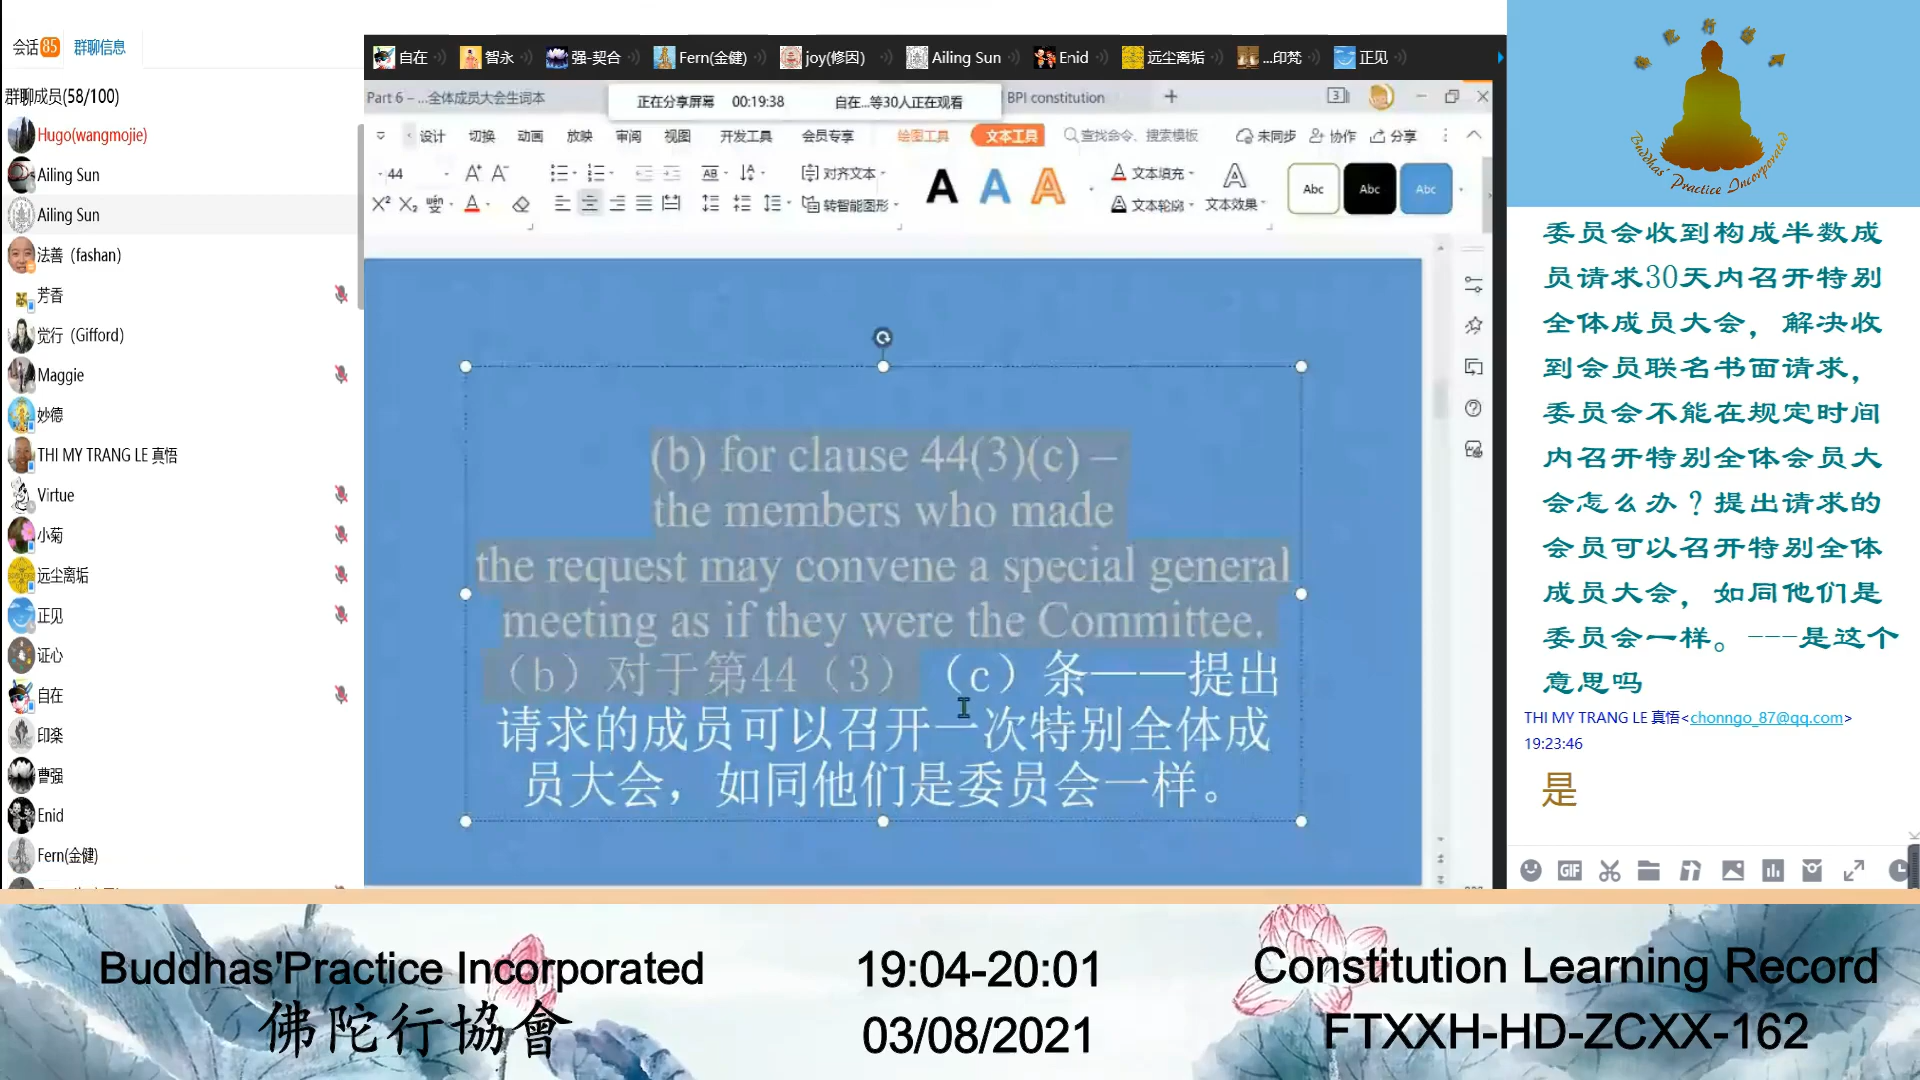 会话 85 群聊信息
群聊成员(58/100)
Hugo(wangmojie)
Ailing Sun
Ailing Sun
法善（fashan）
芳香
觉行（Gifford）
Maggie
妙德
THI MY TRANG LE 真悟
Virtue
小菊
远尘离垢
正见
证心
自在
印楽
曹强
Enid
Fern(金健)
自在 智永 强-契合 Fern(金健) joy(修因) Ailing Sun Enid 远尘离垢 ...印梵 正见
Part 6 – ...全体成员大会生词本
正在分享屏幕 00:19:38 自在...等30人正在观看
BPI constitution
设计 切换 动画 放映 审阅 视图 开发工具 会员专享 绘图工具 文本工具 查找命令、搜索模板 未同步 协作 分享
44 对齐文本 文本填充 Abc Abc Abc
转智能图形 文本轮廓 文本效果
(b) for clause 44(3)(c) –
the members who made
the request may convene a special general
meeting as if they were the Committee.
（b）对于第44（3）（c）条——提出
请求的成员可以召开一次特别全体成
员大会，如同他们是委员会一样。
Buddhas' Practice Incorporated
委员会收到构成半数成
员请求30天内召开特别
全体成员大会，解决收
到会员联名书面请求，
委员会不能在规定时间
内召开特别全体会员大
会怎么办？提出请求的
会员可以召开特别全体
成员大会，如同他们是
委员会一样。---是这个
意思吗
THI MY TRANG LE 真悟<chonngo_87@qq.com>
19:23:46
是
GIF
Buddhas'Practice Incorporated
佛陀行協會
19:04-20:01
03/08/2021
Constitution Learning Record
FTXXH-HD-ZCXX-162